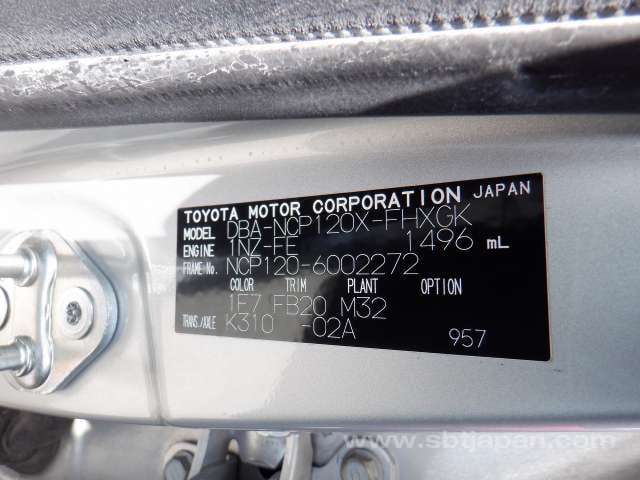 TOYOTA MOTOR CORPORATION JAPAN
MODEL DBA-NCP120X-FHXGK
ENGINE 1NZ-FE 1496 mL
FRAME No. NCP120-6002272
COLOR TRIM PLANT OPTION
1F7 FB20 M32
TRANS./AXLE K310 -02A
957
www.sbtjapan.com